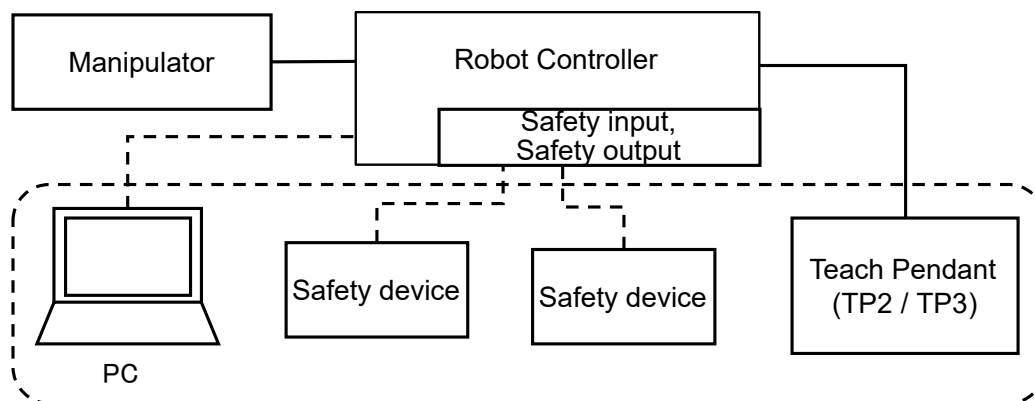 Manipulator
Robot Controller
Safety input,
Safety output
Safety device
Safety device
Teach Pendant
(TP2 / TP3)
PC